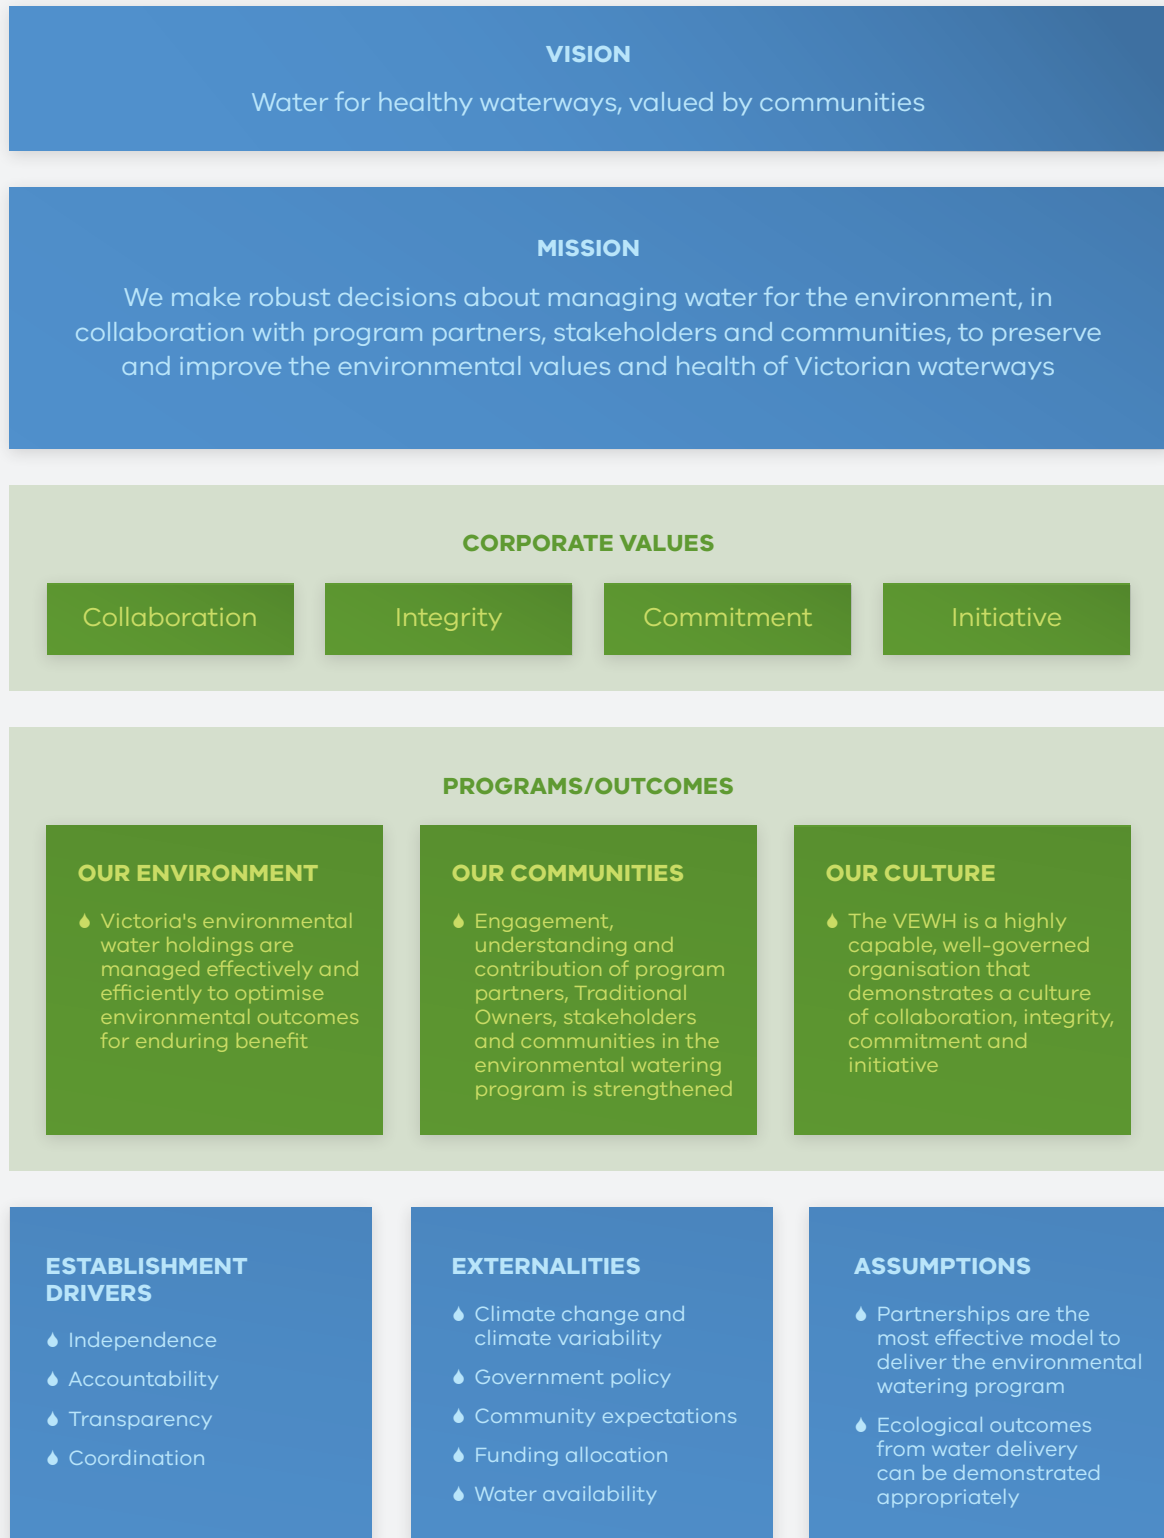 VISION
Water for healthy waterways, valued by communities
MISSION
We make robust decisions about managing water for the environment, in
collaboration with program partners, stakeholders and communities, to preserve
and improve the environmental values and health of Victorian waterways
CORPORATE VALUES
Collaboration
Integrity
Commitment
Initiative
PROGRAMS/OUTCOMES
OUR ENVIRONMENT
Victoria's environmental
water holdings are
managed effectively and
efficiently to optimise
environmental outcomes
for enduring benefit
OUR COMMUNITIES
Engagement,
understanding and
contribution of program
partners, Traditional
Owners, stakeholders
and communities in the
environmental watering
program is strengthened
OUR CULTURE
The VEWH is a highly
capable, well-governed
organisation that
demonstrates a culture
of collaboration, integrity,
commitment and
initiative
ESTABLISHMENT
DRIVERS
Independence
Accountability
Transparency
Coordination
EXTERNALITIES
Climate change and
climate variability
Government policy
Community expectations
Funding allocation
Water availability
ASSUMPTIONS
Partnerships are the
most effective model to
deliver the environmental
watering program
Ecological outcomes
from water delivery
can be demonstrated
appropriately